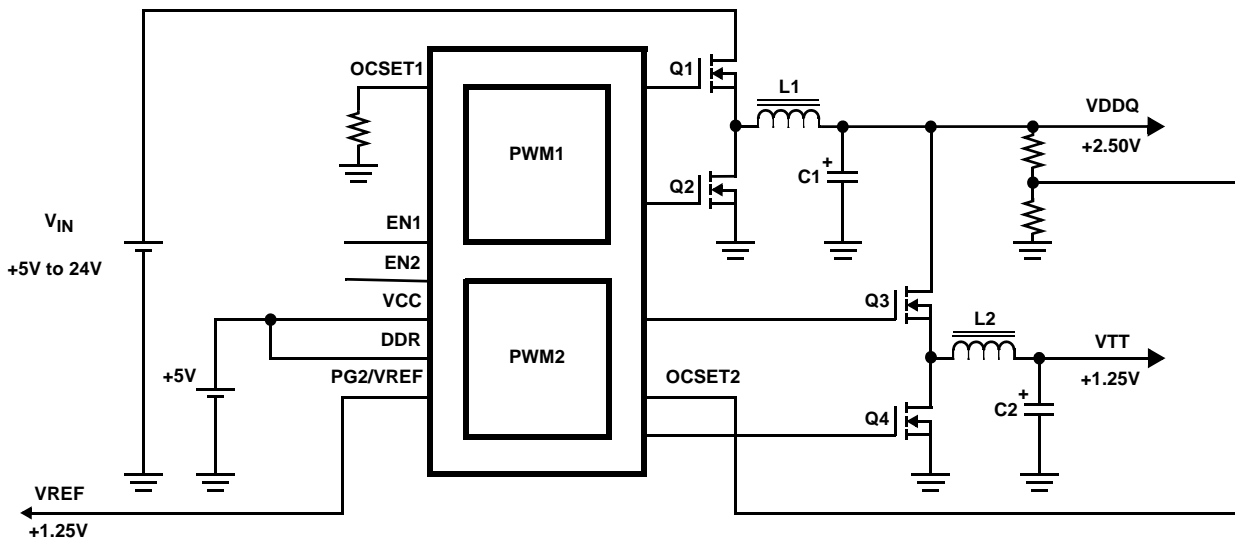 OCSET1
Q1
L1
VDDQ
+2.50V
PWM1
Q2
C1
+
VIN
+5V to 24V
EN1
EN2
VCC
DDR
PG2/VREF
+5V
PWM2
OCSET2
Q3
L2
VTT
+1.25V
Q4
C2
+
VREF
+1.25V